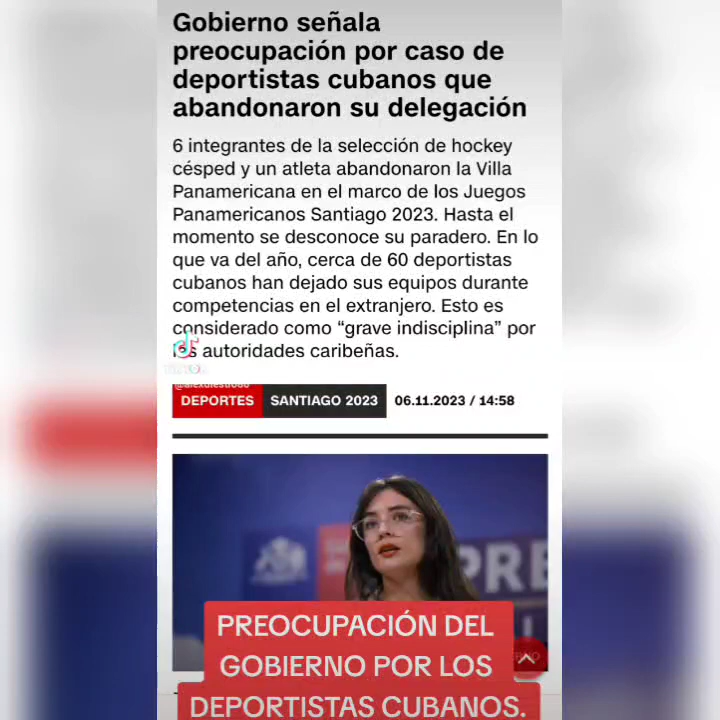 Gobierno señala
preocupación por caso de
deportistas cubanos que
abandonaron su delegación
6 integrantes de la selección de hockey
césped y un atleta abandonaron la Villa
Panamericana en el marco de los Juegos
Panamericanos Santiago 2023. Hasta el
momento se desconoce su paradero. En lo
que va del año, cerca de 60 deportistas
cubanos han dejado sus equipos durante
competencias en el extranjero. Esto es
considerado como “grave indisciplina” por
las autoridades caribeñas.
DEPORTES SANTIAGO 2023 06.11.2023 / 14:58
PRE
PREOCUPACIÓN DEL
GOBIERNO POR LOS
DEPORTISTAS CUBANOS.